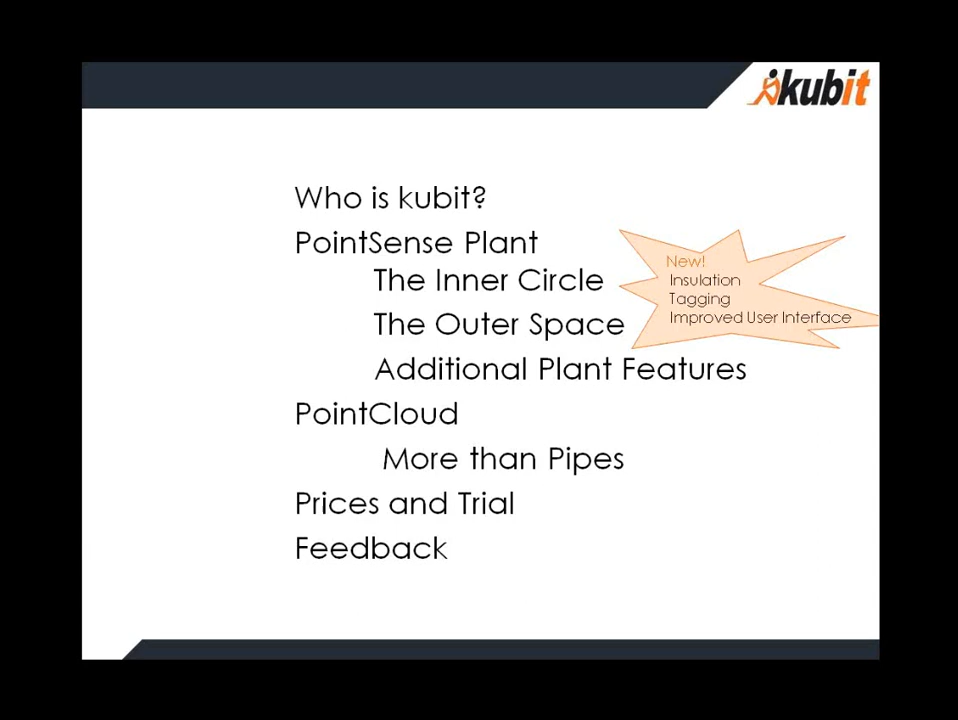 kubit
Who is kubit?
PointSense Plant
The Inner Circle
The Outer Space
Additional Plant Features
New!
Insulation
Tagging
Improved User Interface
PointCloud
More than Pipes
Prices and Trial
Feedback